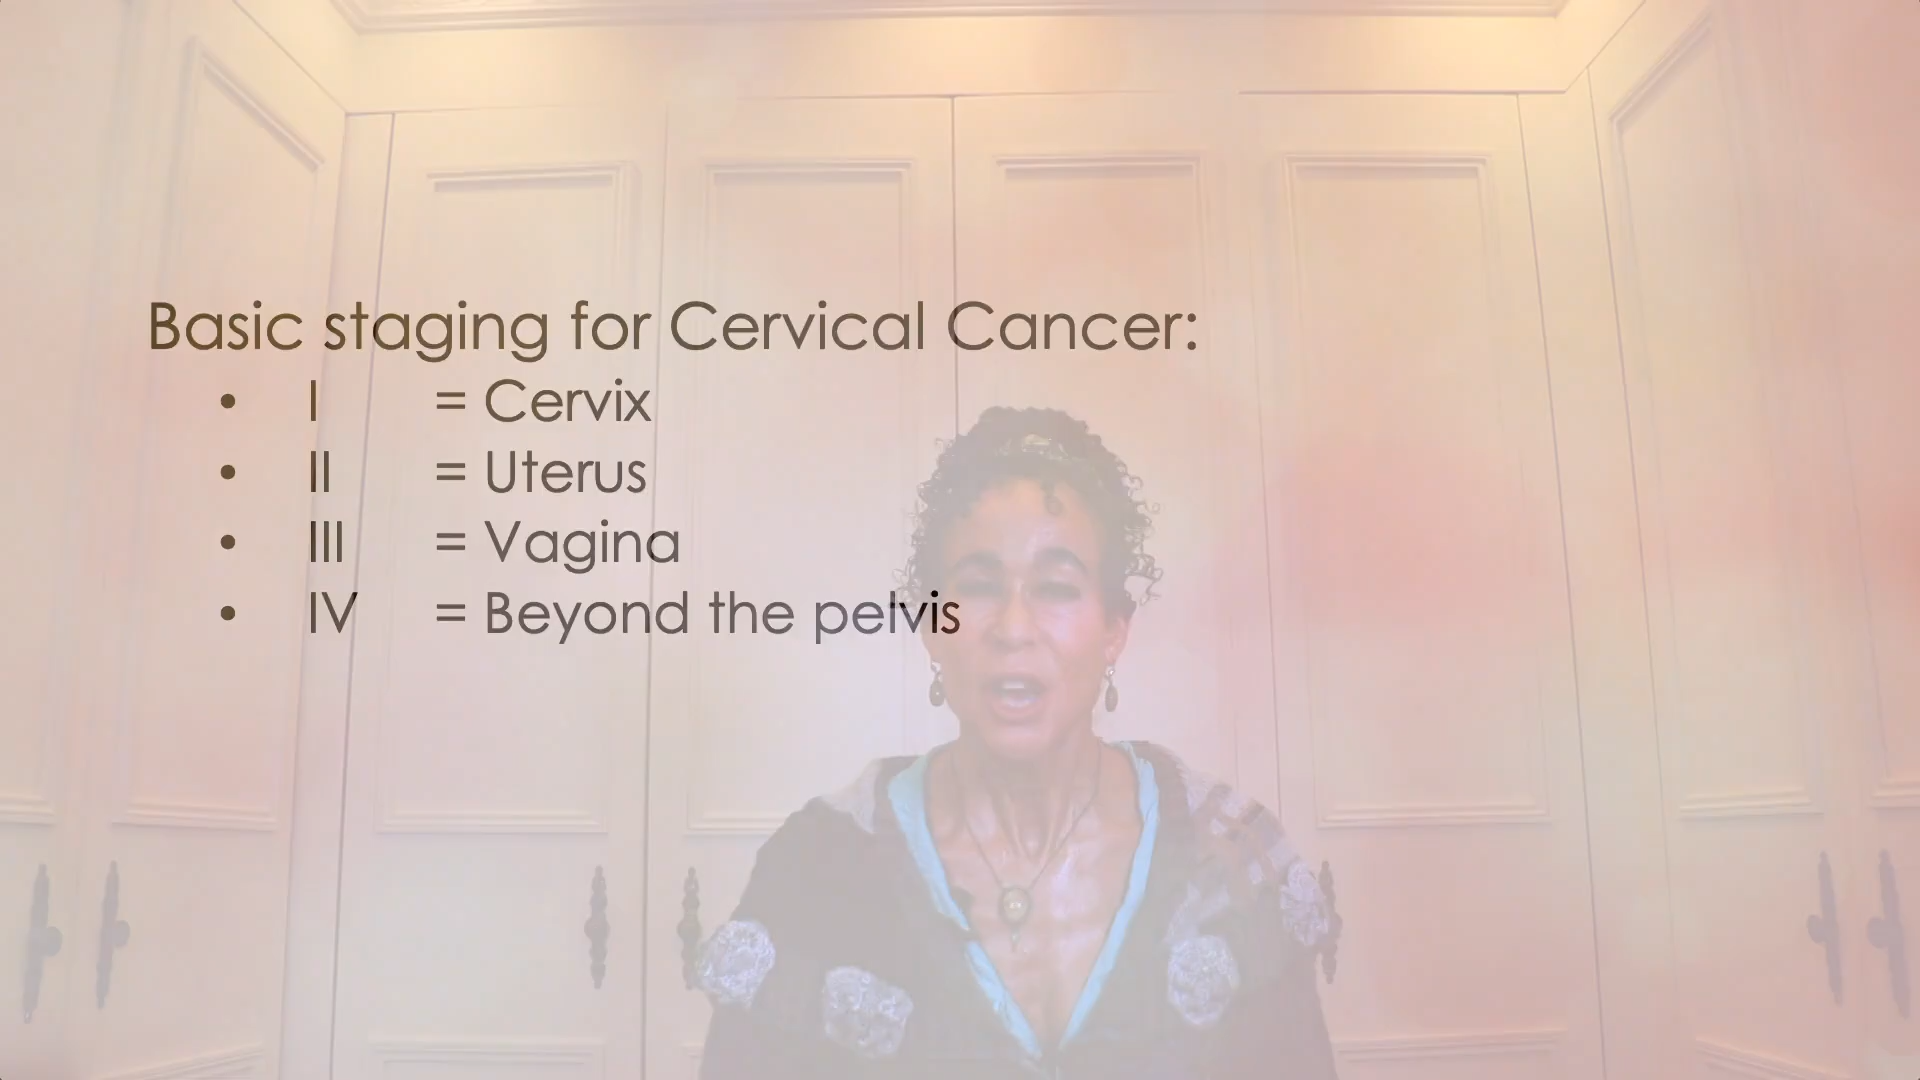 Basic staging for Cervical Cancer:
• I = Cervix
• II = Uterus
• III = Vagina
• IV = Beyond the pelvis